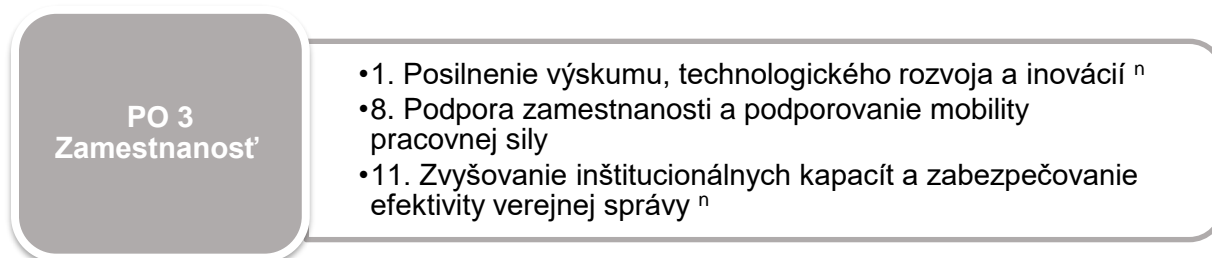 PO 3
Zamestnanosť
•1. Posilnenie výskumu, technologického rozvoja a inovácií ⁿ
•8. Podpora zamestnanosti a podporovanie mobility
pracovnej sily
•11. Zvyšovanie inštitucionálnych kapacít a zabezpečovanie
efektivity verejnej správy ⁿ